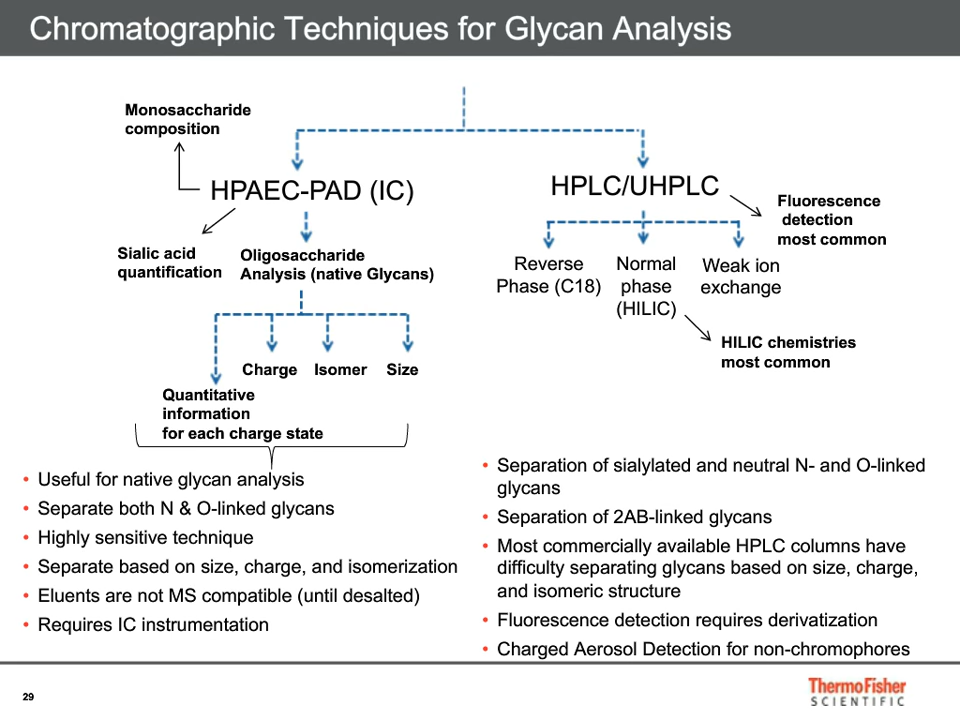 Chromatographic Techniques for Glycan Analysis
Monosaccharide
composition
HPAEC-PAD (IC)
Sialic acid
quantification
Oligosaccharide
Analysis (native Glycans)
Charge
Isomer
Size
Quantitative
information
for each charge state
• Useful for native glycan analysis
• Separate both N & O-linked glycans
• Highly sensitive technique
• Separate based on size, charge, and isomerization
• Eluents are not MS compatible (until desalted)
• Requires IC instrumentation
HPLC/UHPLC
Fluorescence
detection
most common
Reverse
Phase (C18)
Normal
phase
(HILIC)
Weak ion
exchange
HILIC chemistries
most common
• Separation of sialylated and neutral N- and O-linked
glycans
• Separation of 2AB-linked glycans
• Most commercially available HPLC columns have
difficulty separating glycans based on size, charge,
and isomeric structure
• Fluorescence detection requires derivatization
• Charged Aerosol Detection for non-chromophores
29
ThermoFisher
SCIENTIFIC